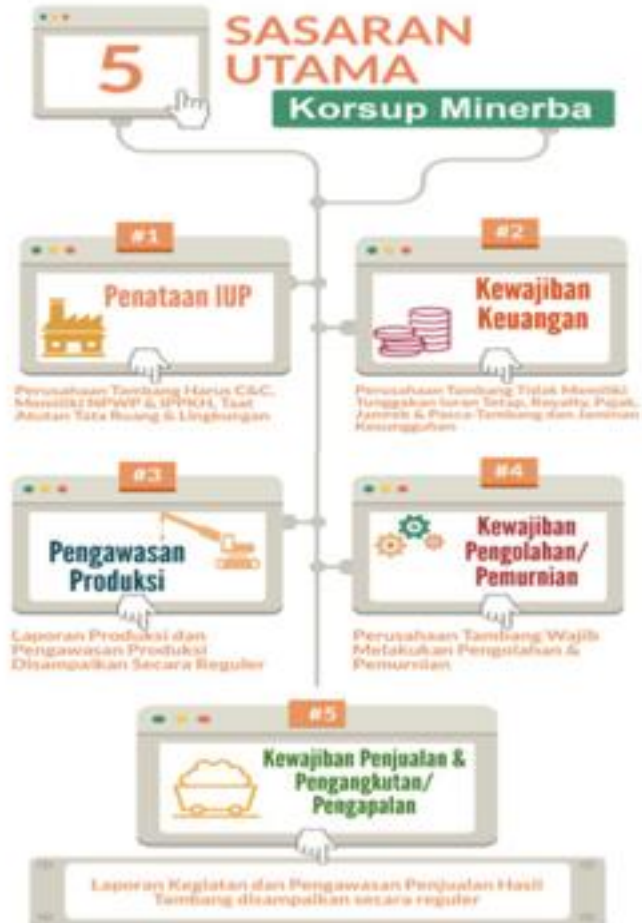 5
SASARAN
UTAMA
Korsup Minerba
#1
Penataan IUP
Perusahaan Tambang Harus C&C,
Memiliki NPWP & IPPKH, Taat
Aturan Tata Ruang & Lingkungan
#2
Kewajiban
Keuangan
Perusahaan Tambang Tidak Memiliki
Tunggakan Iuran Tetap, Royalty, Pajak,
Jamrek & Pasca-Tambang dan Jaminan
Kesungguhan
#3
Pengawasan
Produksi
Laporan Produksi dan
Pengawasan Produksi
Disampaikan Secara Reguler
#4
Kewajiban
Pengolahan/
Pemurnian
Perusahaan Tambang Wajib
Melakukan Pengolahan &
Pemurnian
#5
Kewajiban Penjualan &
Pengangkutan/
Pengapalan
Laporan Kegiatan dan Pengawasan Penjualan Hasil
Tambang disampaikan secara reguler